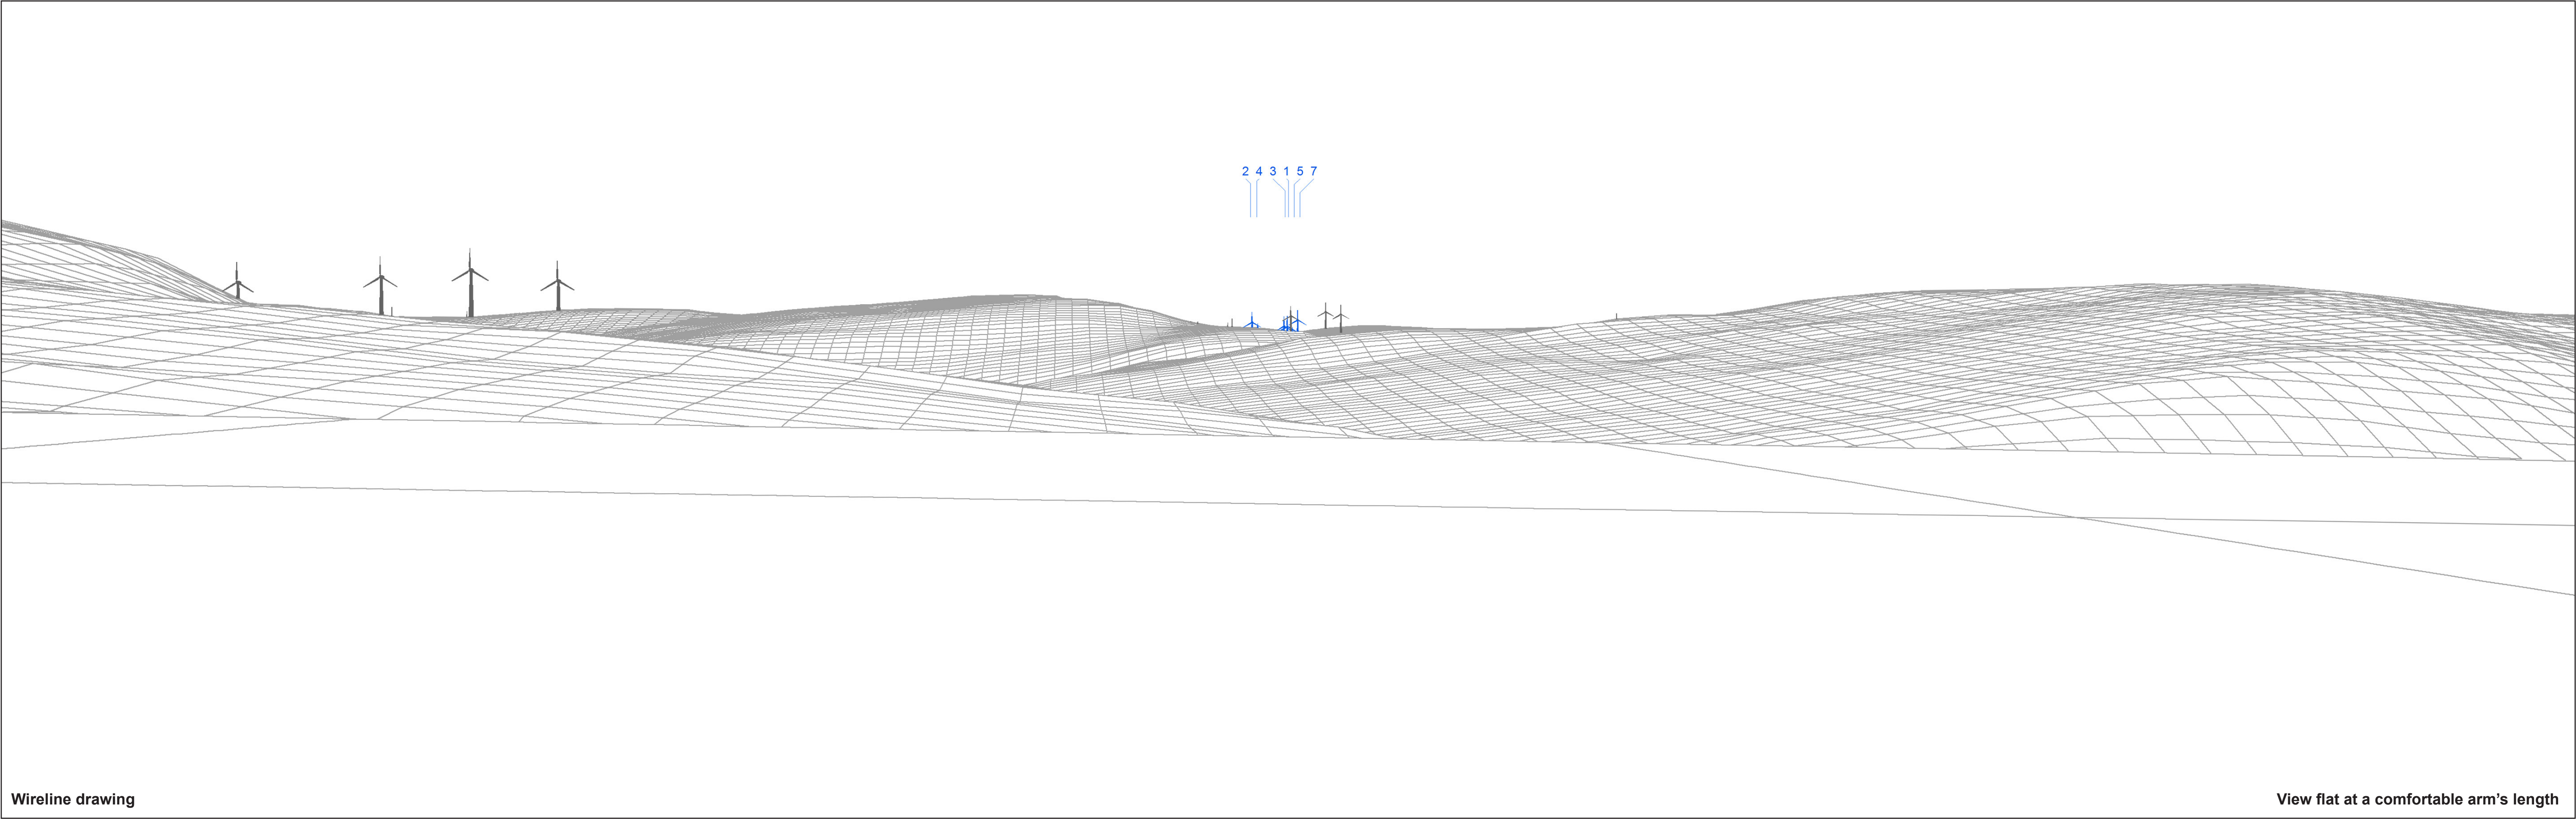 2 4 3 1 5 7
Wireline drawing
View flat at a comfortable arm’s length